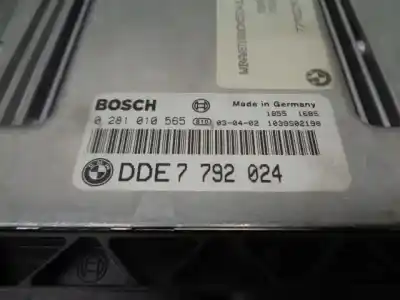 BOSCH
Made in Germany
1855 1685
0 281 010 565
03-04-02 1039S02198
DDE 7 792 024